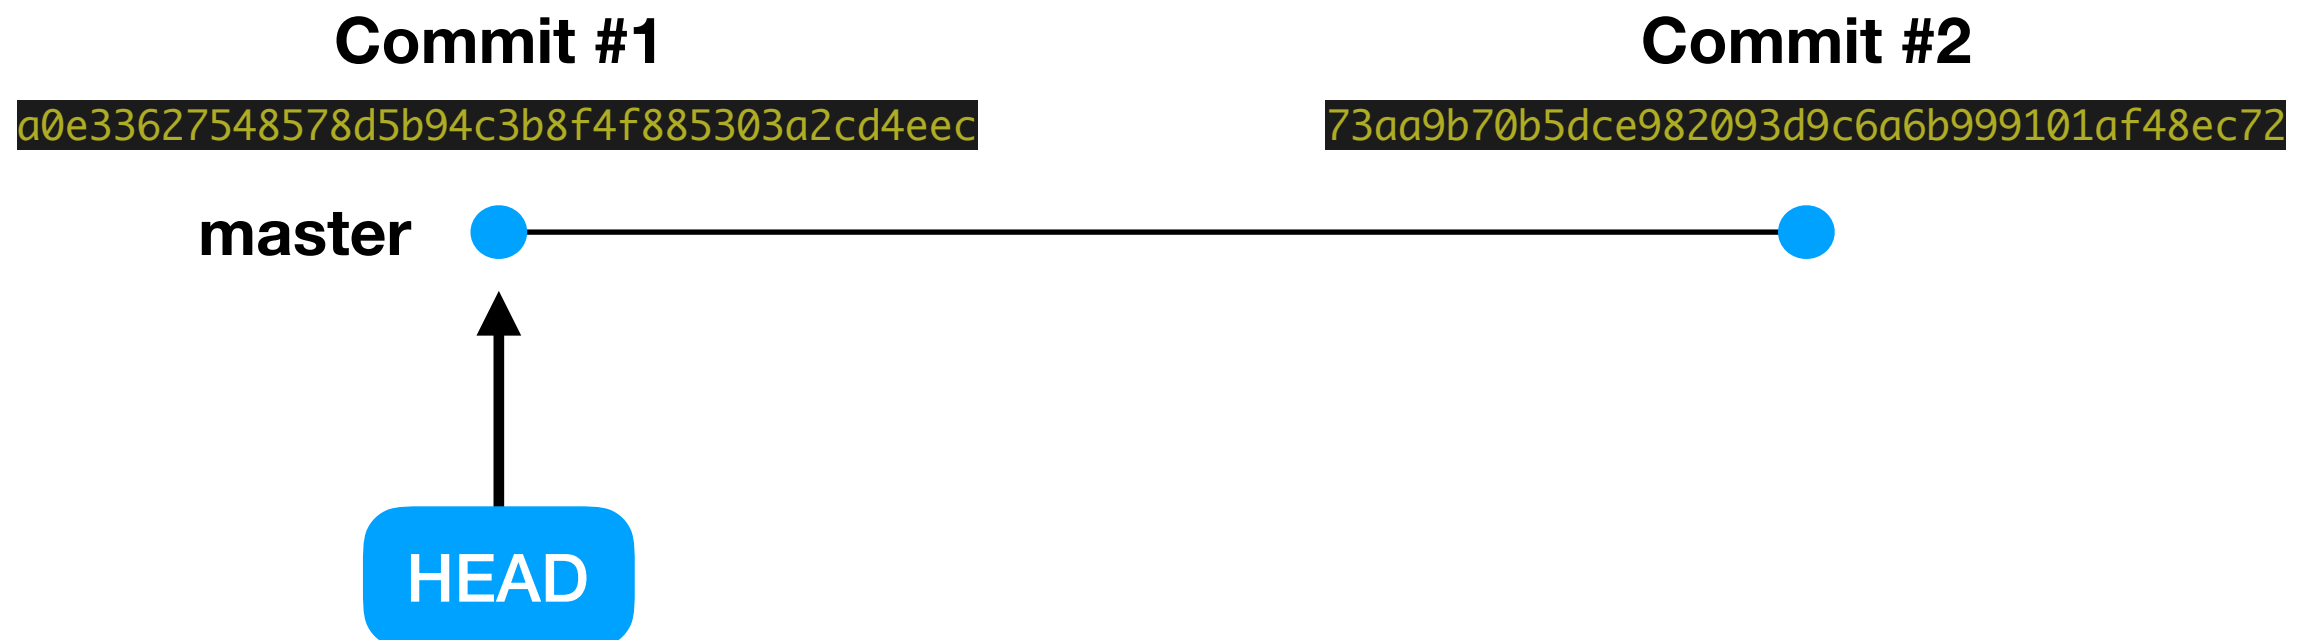 Commit #1
Commit #2
a0e33627548578d5b94c3b8f4f885303a2cd4eec
73aa9b70b5dce982093d9c6a6b999101af48ec72
master
HEAD